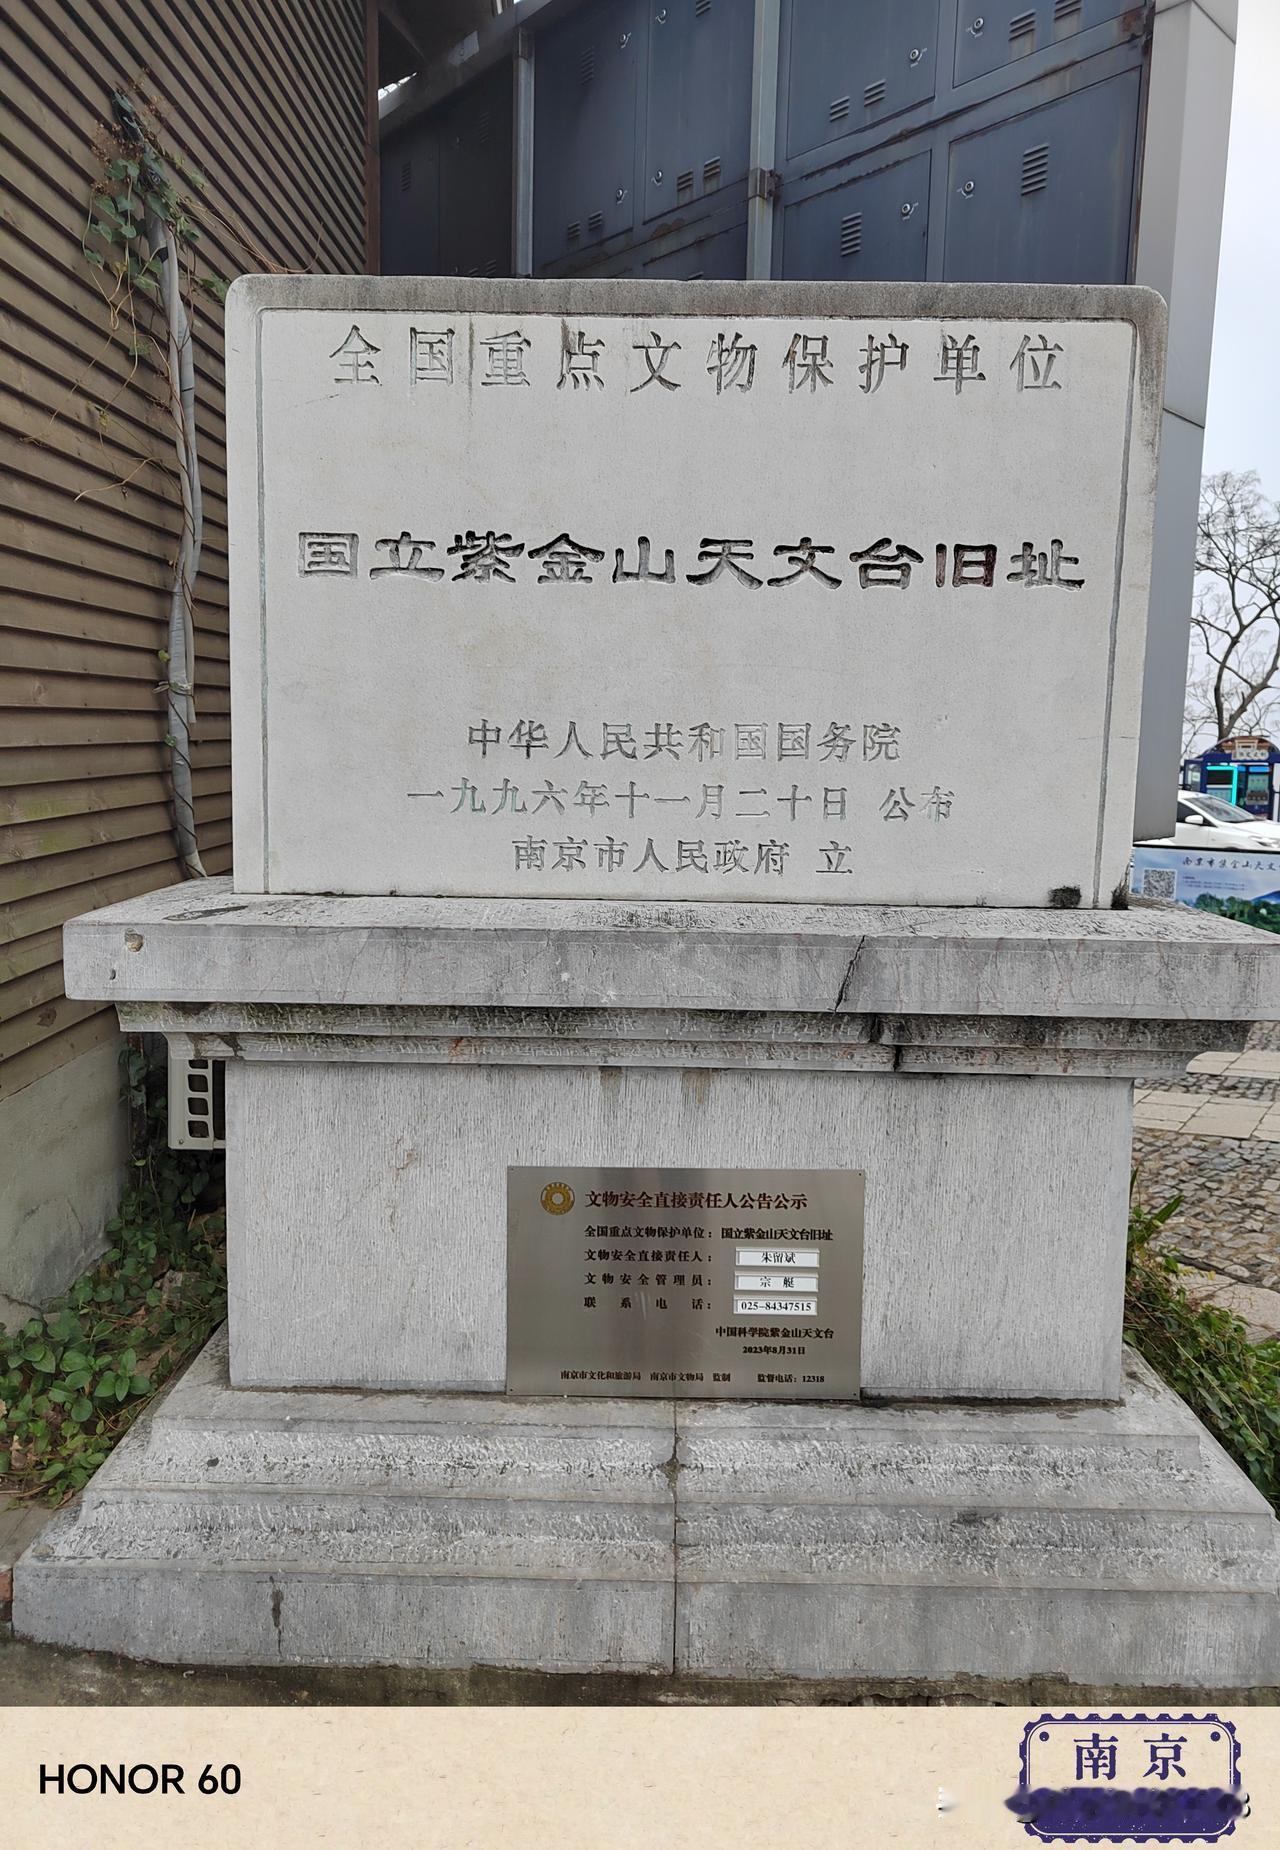 全国重点文物保护单位
国立紫金山天文台旧址
中华人民共和国国务院
一九九六年十一月二十日 公布
南京市人民政府 立
文物安全直接责任人公告公示
全国重点文物保护单位：国立紫金山天文台旧址
文物安全直接责任人：朱留斌
文物安全管理员：宗艇
联系电话：025-84347515
中国科学院紫金山天文台
2023年8月31日
南京市文化和旅游局 南京市文物局 监制 监督电话：12318
南京市紫金山天文
HONOR 60
南京